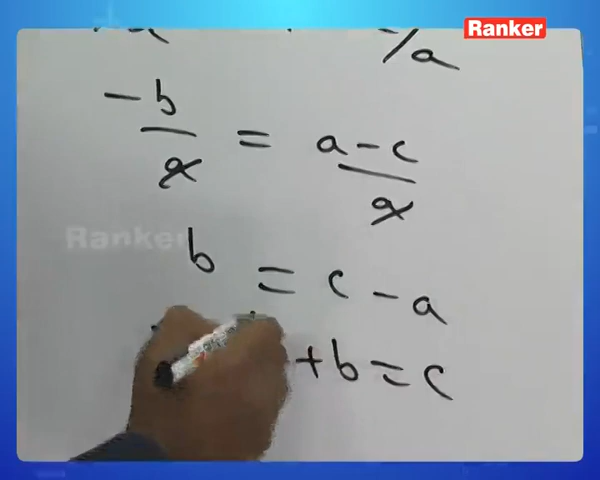 Ranker
/a
-b/a = a-c/a
Ranker
b = c - a
+b = c